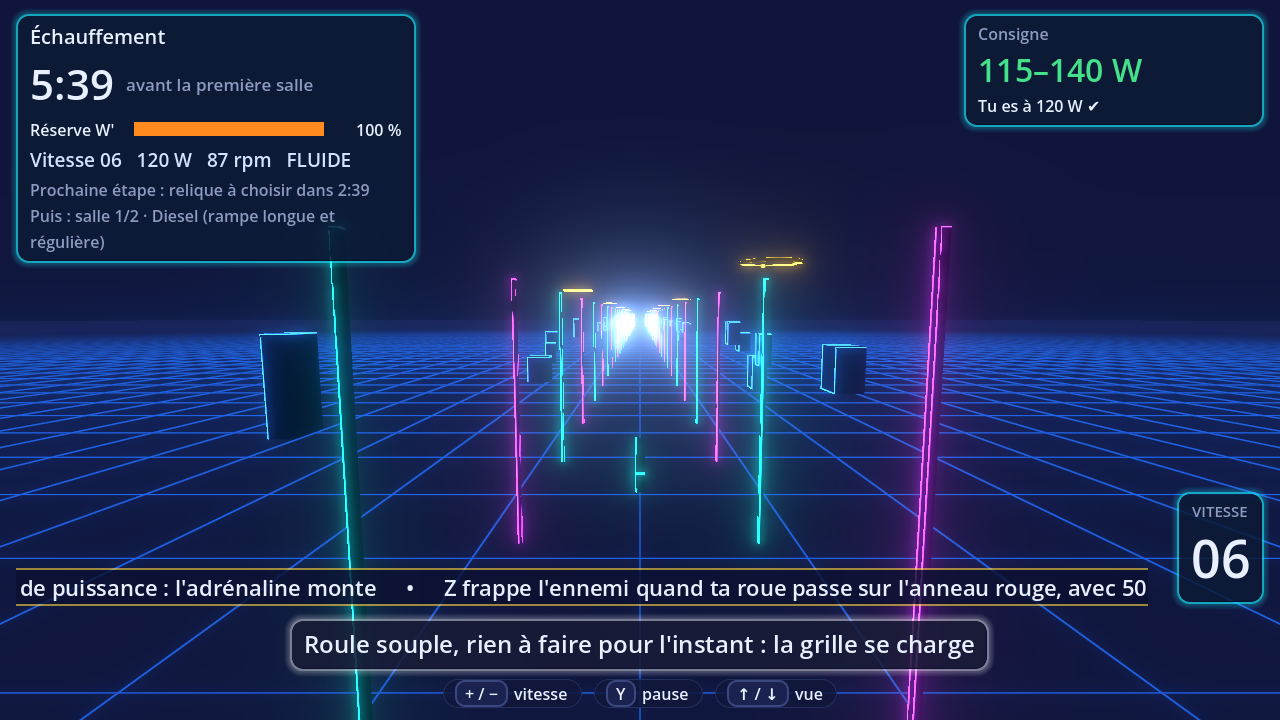 Échauffement
5:39 avant la première salle
Réserve W' 100 %
Vitesse 06 120 W 87 rpm FLUIDE
Prochaine étape : relique à choisir dans 2:39
Puis : salle 1/2 · Diesel (rampe longue et
régulière)
Consigne
115–140 W
Tu es à 120 W ✔
VITESSE
06
de puissance : l'adrénaline monte • Z frappe l'ennemi quand ta roue passe sur l'anneau rouge, avec 50
Roule souple, rien à faire pour l'instant : la grille se charge
+ / − vitesse Y pause ↑ / ↓ vue